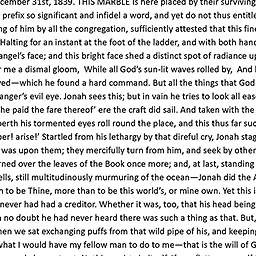 cember 31st, 1839. THIS MARBLE is here placed by their surviving
prefix so significant and infidel a word, and yet do not thus entitle
ng of him by all the congregation, sufficiently attested that this fine
Halting for an instant at the foot of the ladder, and with both hand
angel's face; and this bright face shed a distinct spot of radiance up
r me a dismal gloom, While all God's sun-lit waves rolled by, And l
yed—which he found a hard command. But all the things that God
anger's evil eye. Jonah sees this; but in vain he tries to look all eas
he paid the fare thereof' ere the craft did sail. And taken with the
berth his tormented eyes roll round the place, and this thus far suc
per! arise!' Startled from his lethargy by that direful cry, Jonah stag
was upon them; they mercifully turn from him, and seek by other
rned over the leaves of the Book once more; and, at last, standing
ells, still multitudinously murmuring of the ocean—Jonah did the A
n to be Thine, more than to be this world's, or mine own. Yet this i
never had had a creditor. Whether it was, too, that his head being
n no doubt he had never heard there was such a thing as that. But,
hen we sat exchanging puffs from that wild pipe of his, and keeping
what I would have my fellow man to do to me—that is the will of G